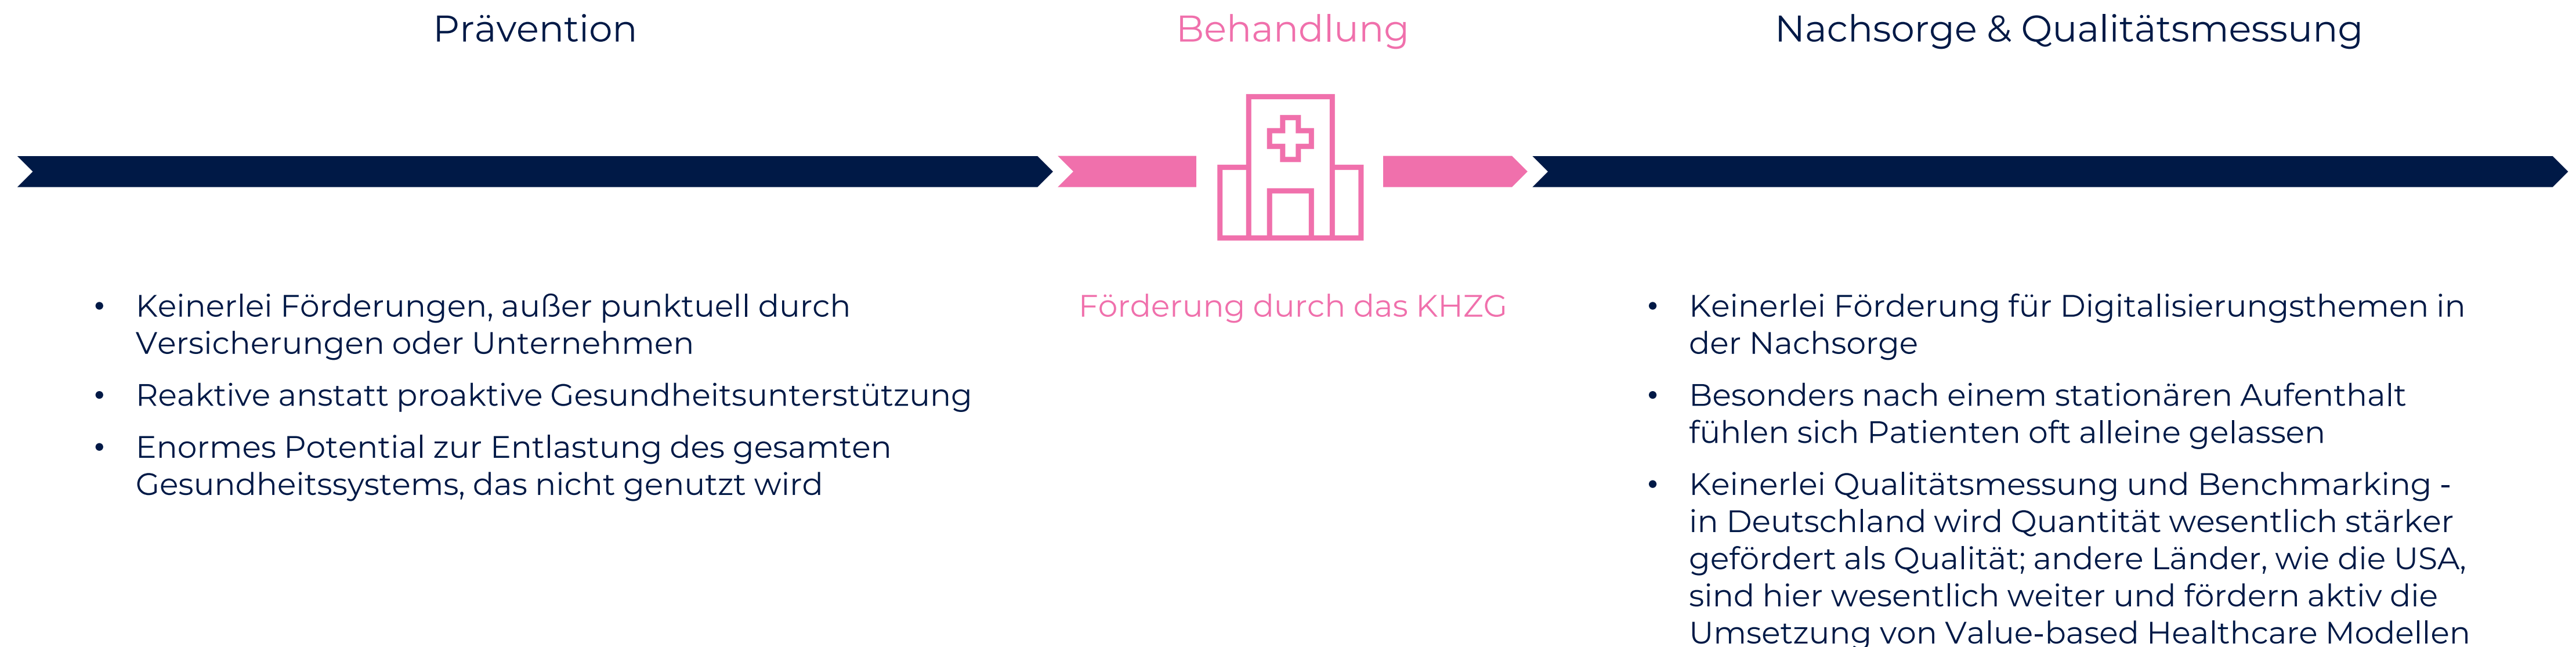 Prävention
Behandlung
Nachsorge & Qualitätsmessung
• Keinerlei Förderungen, außer punktuell durch
Versicherungen oder Unternehmen
• Reaktive anstatt proaktive Gesundheitsunterstützung
• Enormes Potential zur Entlastung des gesamten
Gesundheitssystems, das nicht genutzt wird
Förderung durch das KHZG
• Keinerlei Förderung für Digitalisierungsthemen in
der Nachsorge
• Besonders nach einem stationären Aufenthalt
fühlen sich Patienten oft alleine gelassen
• Keinerlei Qualitätsmessung und Benchmarking -
in Deutschland wird Quantität wesentlich stärker
gefördert als Qualität; andere Länder, wie die USA,
sind hier wesentlich weiter und fördern aktiv die
Umsetzung von Value-based Healthcare Modellen